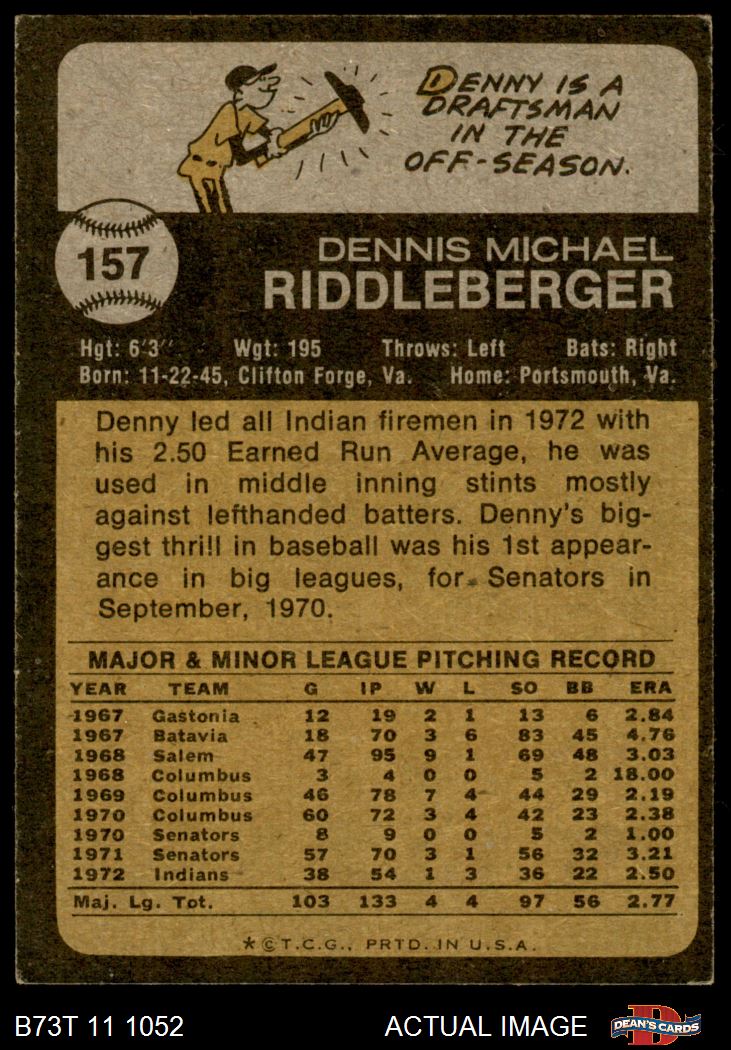 DENNY IS A
DRAFTSMAN
IN THE
OFF-SEASON.
157
DENNIS MICHAEL
RIDDLEBERGER
Hgt: 6'3" Wgt: 195 Throws: Left Bats: Right
Born: 11-22-45, Clifton Forge, Va. Home: Portsmouth, Va.
Denny led all Indian firemen in 1972 with
his 2.50 Earned Run Average, he was
used in middle inning stints mostly
against lefthanded batters. Denny's big-
gest thrill in baseball was his 1st appear-
ance in big leagues, for Senators in
September, 1970.
MAJOR & MINOR LEAGUE PITCHING RECORD
YEAR TEAM G IP W L SO BB ERA
1967 Gastonia 12 19 2 1 13 6 2.84
1967 Batavia 18 70 3 6 83 45 4.76
1968 Salem 47 95 9 1 69 48 3.03
1968 Columbus 3 4 0 0 5 2 18.00
1969 Columbus 46 78 7 4 44 29 2.19
1970 Columbus 60 72 3 4 42 23 2.38
1970 Senators 8 9 0 0 5 2 1.00
1971 Senators 57 70 3 1 56 32 3.21
1972 Indians 38 54 1 3 36 22 2.50
Maj. Lg. Tot. 103 133 4 4 97 56 2.77
*©T.C.G., PRTD. IN U.S.A.
B73T 11 1052 ACTUAL IMAGE DEAN'S CARDS